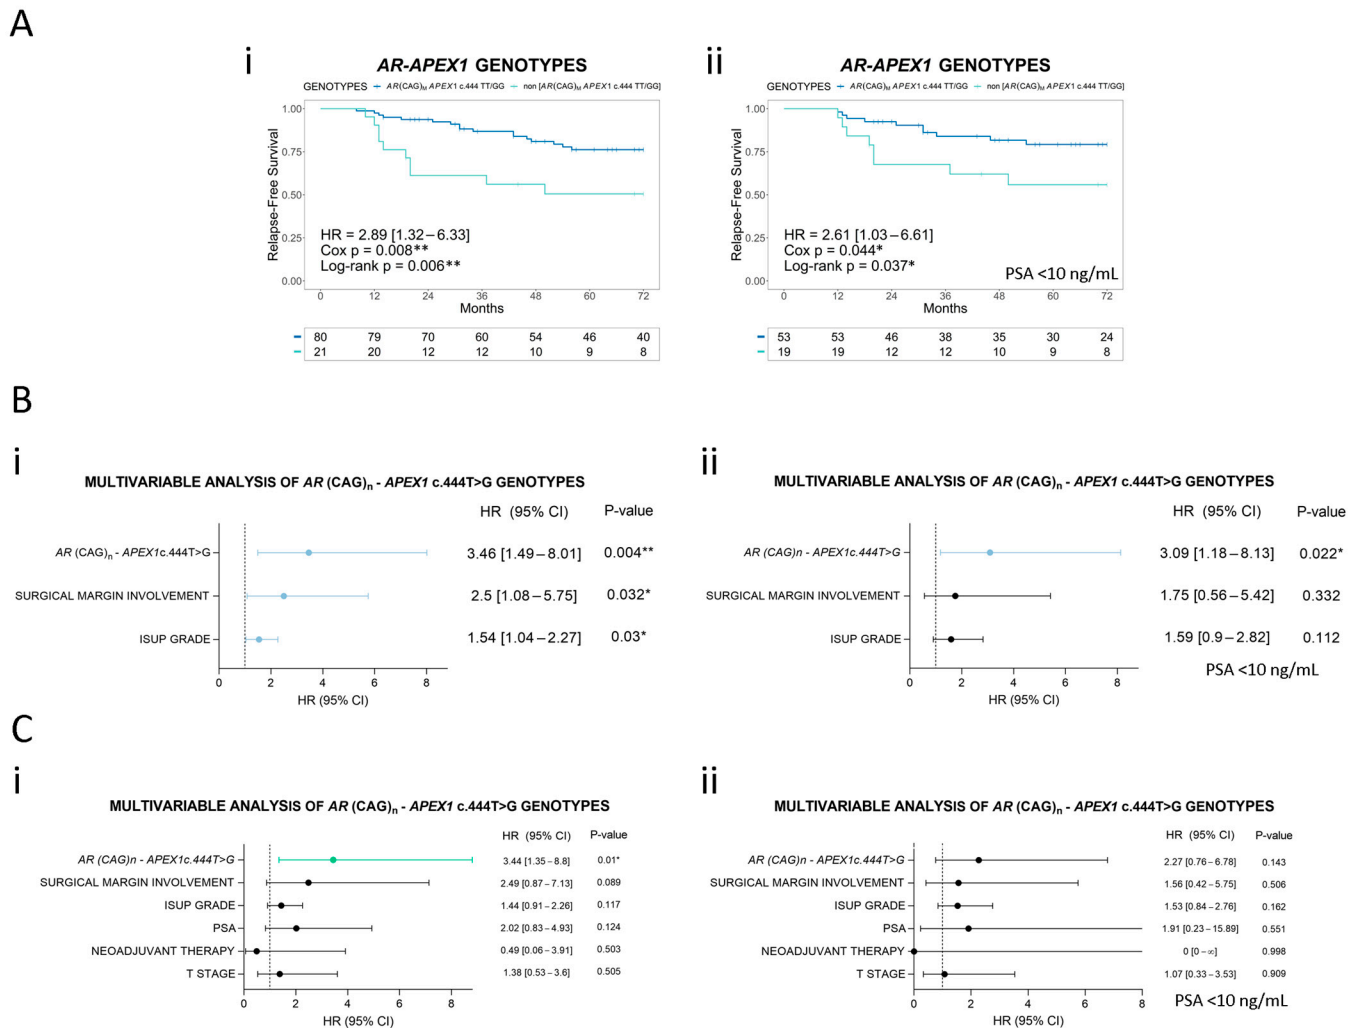 A
i
AR-APEX1 GENOTYPES
GENOTYPES AR(CAG)M APEX1 c.444 TT/GG non [AR(CAG)M APEX1 c.444 TT/GG]
Relapse-Free Survival
1.00
0.75
0.50
0.25
0.00
HR = 2.89 [1.32–6.33]
Cox p = 0.008**
Log-rank p = 0.006**
0 12 24 36 48 60 72
Months
80 79 70 60 54 46 40
21 20 12 12 10 9 8
ii
AR-APEX1 GENOTYPES
GENOTYPES AR(CAG)M APEX1 c.444 TT/GG non [AR(CAG)M APEX1 c.444 TT/GG]
Relapse-Free Survival
1.00
0.75
0.50
0.25
0.00
HR = 2.61 [1.03–6.61]
Cox p = 0.044*
Log-rank p = 0.037*
PSA <10 ng/mL
0 12 24 36 48 60 72
Months
53 53 46 38 35 30 24
19 19 12 12 10 9 8
B
i
MULTIVARIABLE ANALYSIS OF AR (CAG)n - APEX1 c.444T>G GENOTYPES
HR (95% CI) P-value
AR (CAG)n - APEX1c.444T>G 3.46 [1.49–8.01] 0.004**
SURGICAL MARGIN INVOLVEMENT 2.5 [1.08–5.75] 0.032*
ISUP GRADE 1.54 [1.04–2.27] 0.03*
0 2 4 6 8
HR (95% CI)
ii
MULTIVARIABLE ANALYSIS OF AR (CAG)n - APEX1 c.444T>G GENOTYPES
HR (95% CI) P-value
AR (CAG)n - APEX1c.444T>G 3.09 [1.18–8.13] 0.022*
SURGICAL MARGIN INVOLVEMENT 1.75 [0.56–5.42] 0.332
ISUP GRADE 1.59 [0.9–2.82] 0.112
PSA <10 ng/mL
0 2 4 6 8
HR (95% CI)
C
i
MULTIVARIABLE ANALYSIS OF AR (CAG)n - APEX1 c.444T>G GENOTYPES
HR (95% CI) P-value
AR (CAG)n - APEX1c.444T>G 3.44 [1.35–8.8] 0.01*
SURGICAL MARGIN INVOLVEMENT 2.49 [0.87–7.13] 0.089
ISUP GRADE 1.44 [0.91–2.26] 0.117
PSA 2.02 [0.83–4.93] 0.124
NEOADJUVANT THERAPY 0.49 [0.06–3.91] 0.503
T STAGE 1.38 [0.53–3.6] 0.505
0 2 4 6 8
HR (95% CI)
ii
MULTIVARIABLE ANALYSIS OF AR (CAG)n - APEX1 c.444T>G GENOTYPES
HR (95% CI) P-value
AR (CAG)n - APEX1c.444T>G 2.27 [0.76–6.78] 0.143
SURGICAL MARGIN INVOLVEMENT 1.56 [0.42–5.75] 0.506
ISUP GRADE 1.53 [0.84–2.76] 0.162
PSA 1.91 [0.23–15.89] 0.551
NEOADJUVANT THERAPY 0 [0–∞] 0.998
T STAGE 1.07 [0.33–3.53] 0.909
0 2 4 6 8
PSA <10 ng/mL
HR (95% CI)